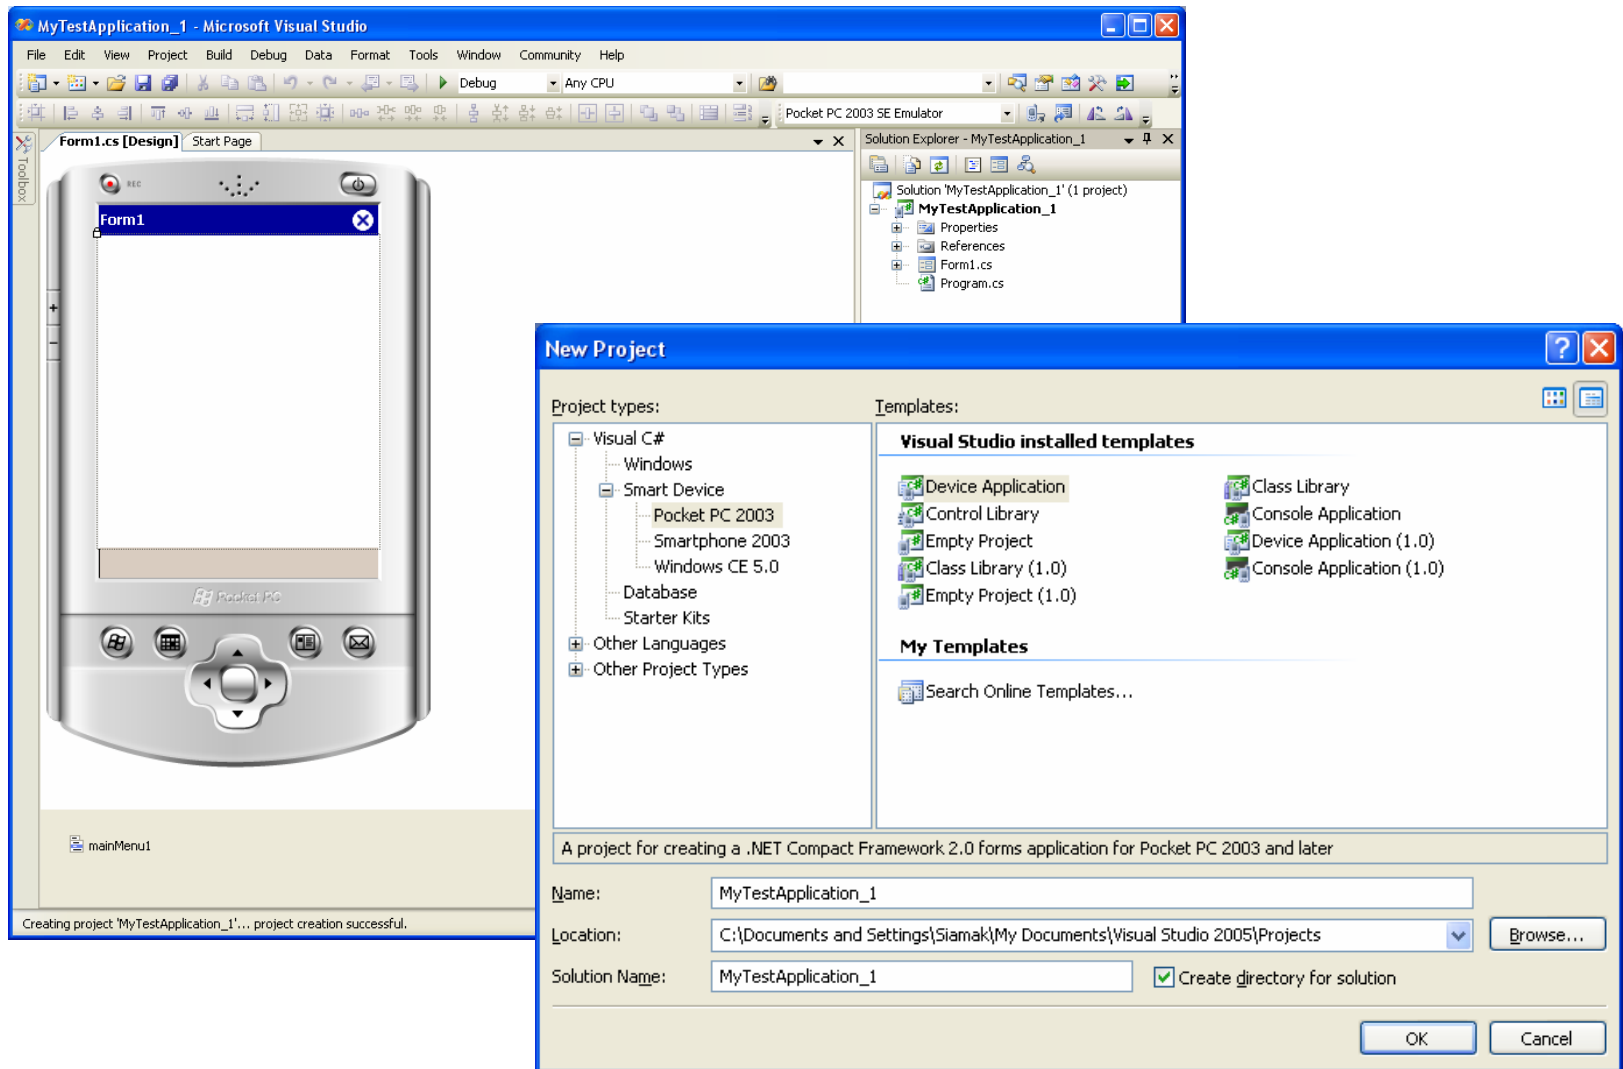 MyTestApplication_1 - Microsoft Visual Studio
File Edit View Project Build Debug Data Format Tools Window Community Help
Debug Any CPU
Pocket PC 2003 SE Emulator
Toolbox
Form1.cs [Design] Start Page
REC
Form1
Pocket PC
mainMenu1
Creating project 'MyTestApplication_1'... project creation successful.
Solution Explorer - MyTestApplication_1
Solution 'MyTestApplication_1' (1 project)
MyTestApplication_1
Properties
References
Form1.cs
Program.cs
New Project
Project types:
Visual C#
Windows
Smart Device
Pocket PC 2003
Smartphone 2003
Windows CE 5.0
Database
Starter Kits
Other Languages
Other Project Types
Templates:
Visual Studio installed templates
Device Application
Control Library
Empty Project
Class Library (1.0)
Empty Project (1.0)
Class Library
Console Application
Device Application (1.0)
Console Application (1.0)
My Templates
Search Online Templates...
A project for creating a .NET Compact Framework 2.0 forms application for Pocket PC 2003 and later
Name: MyTestApplication_1
Location: C:\Documents and Settings\Siamak\My Documents\Visual Studio 2005\Projects Browse...
Solution Name: MyTestApplication_1 Create directory for solution
OK Cancel